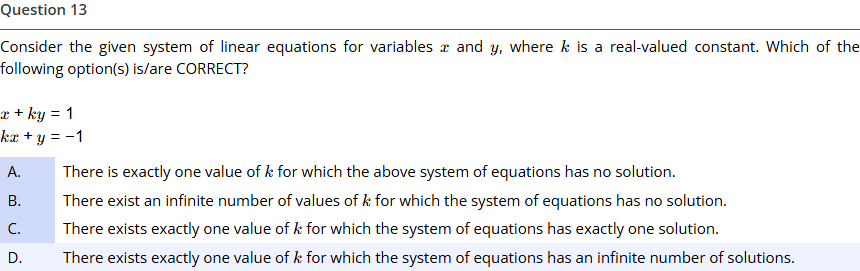 Question 13
Consider the given system of linear equations for variables x and y, where k is a real-valued constant. Which of the
following option(s) is/are CORRECT?
x + ky = 1
kx + y = −1
A. There is exactly one value of k for which the above system of equations has no solution.
B. There exist an infinite number of values of k for which the system of equations has no solution.
C. There exists exactly one value of k for which the system of equations has exactly one solution.
D. There exists exactly one value of k for which the system of equations has an infinite number of solutions.